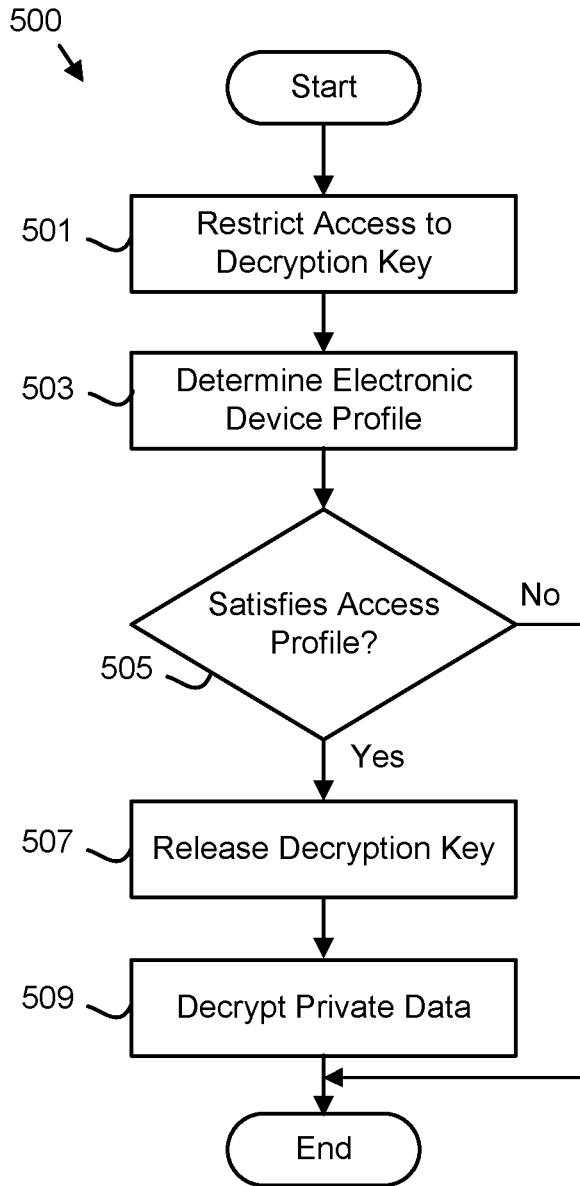 500
Start
501
Restrict Access to
Decryption Key
503
Determine Electronic
Device Profile
Satisfies Access
Profile?
No
505
Yes
507
Release Decryption Key
509
Decrypt Private Data
End